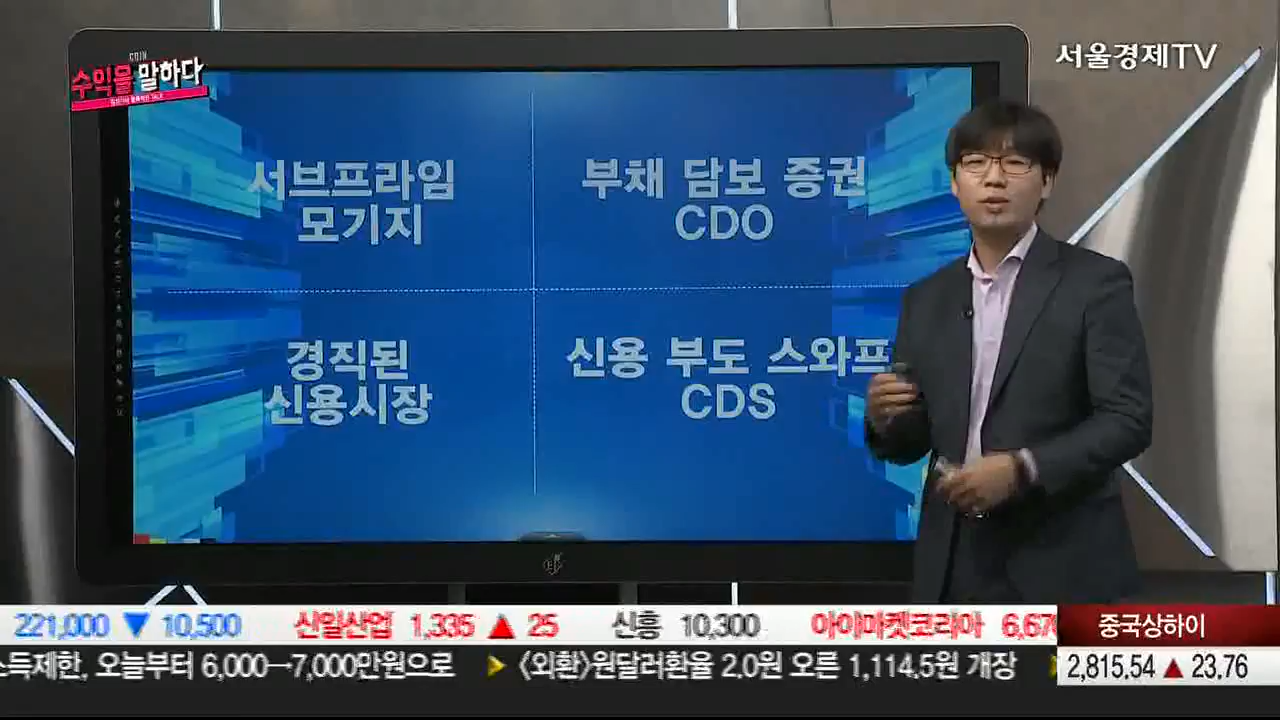 COIN
수익을 말하다
서울경제TV
서브프라임
모기지
부채 담보 증권
CDO
경직된
신용시장
신용 부도 스와프
CDS
221,000 ▼ 10,500 신일산업 1,335 ▲ 25 신흥 10,300 아이마켓코리아 6,67
중국상하이
소득제한, 오늘부터 6,000→7,000만원으로 ▶ 〈외환〉원달러환율 2.0원 오른 1,114.5원 개장
2,815.54 ▲ 23.76